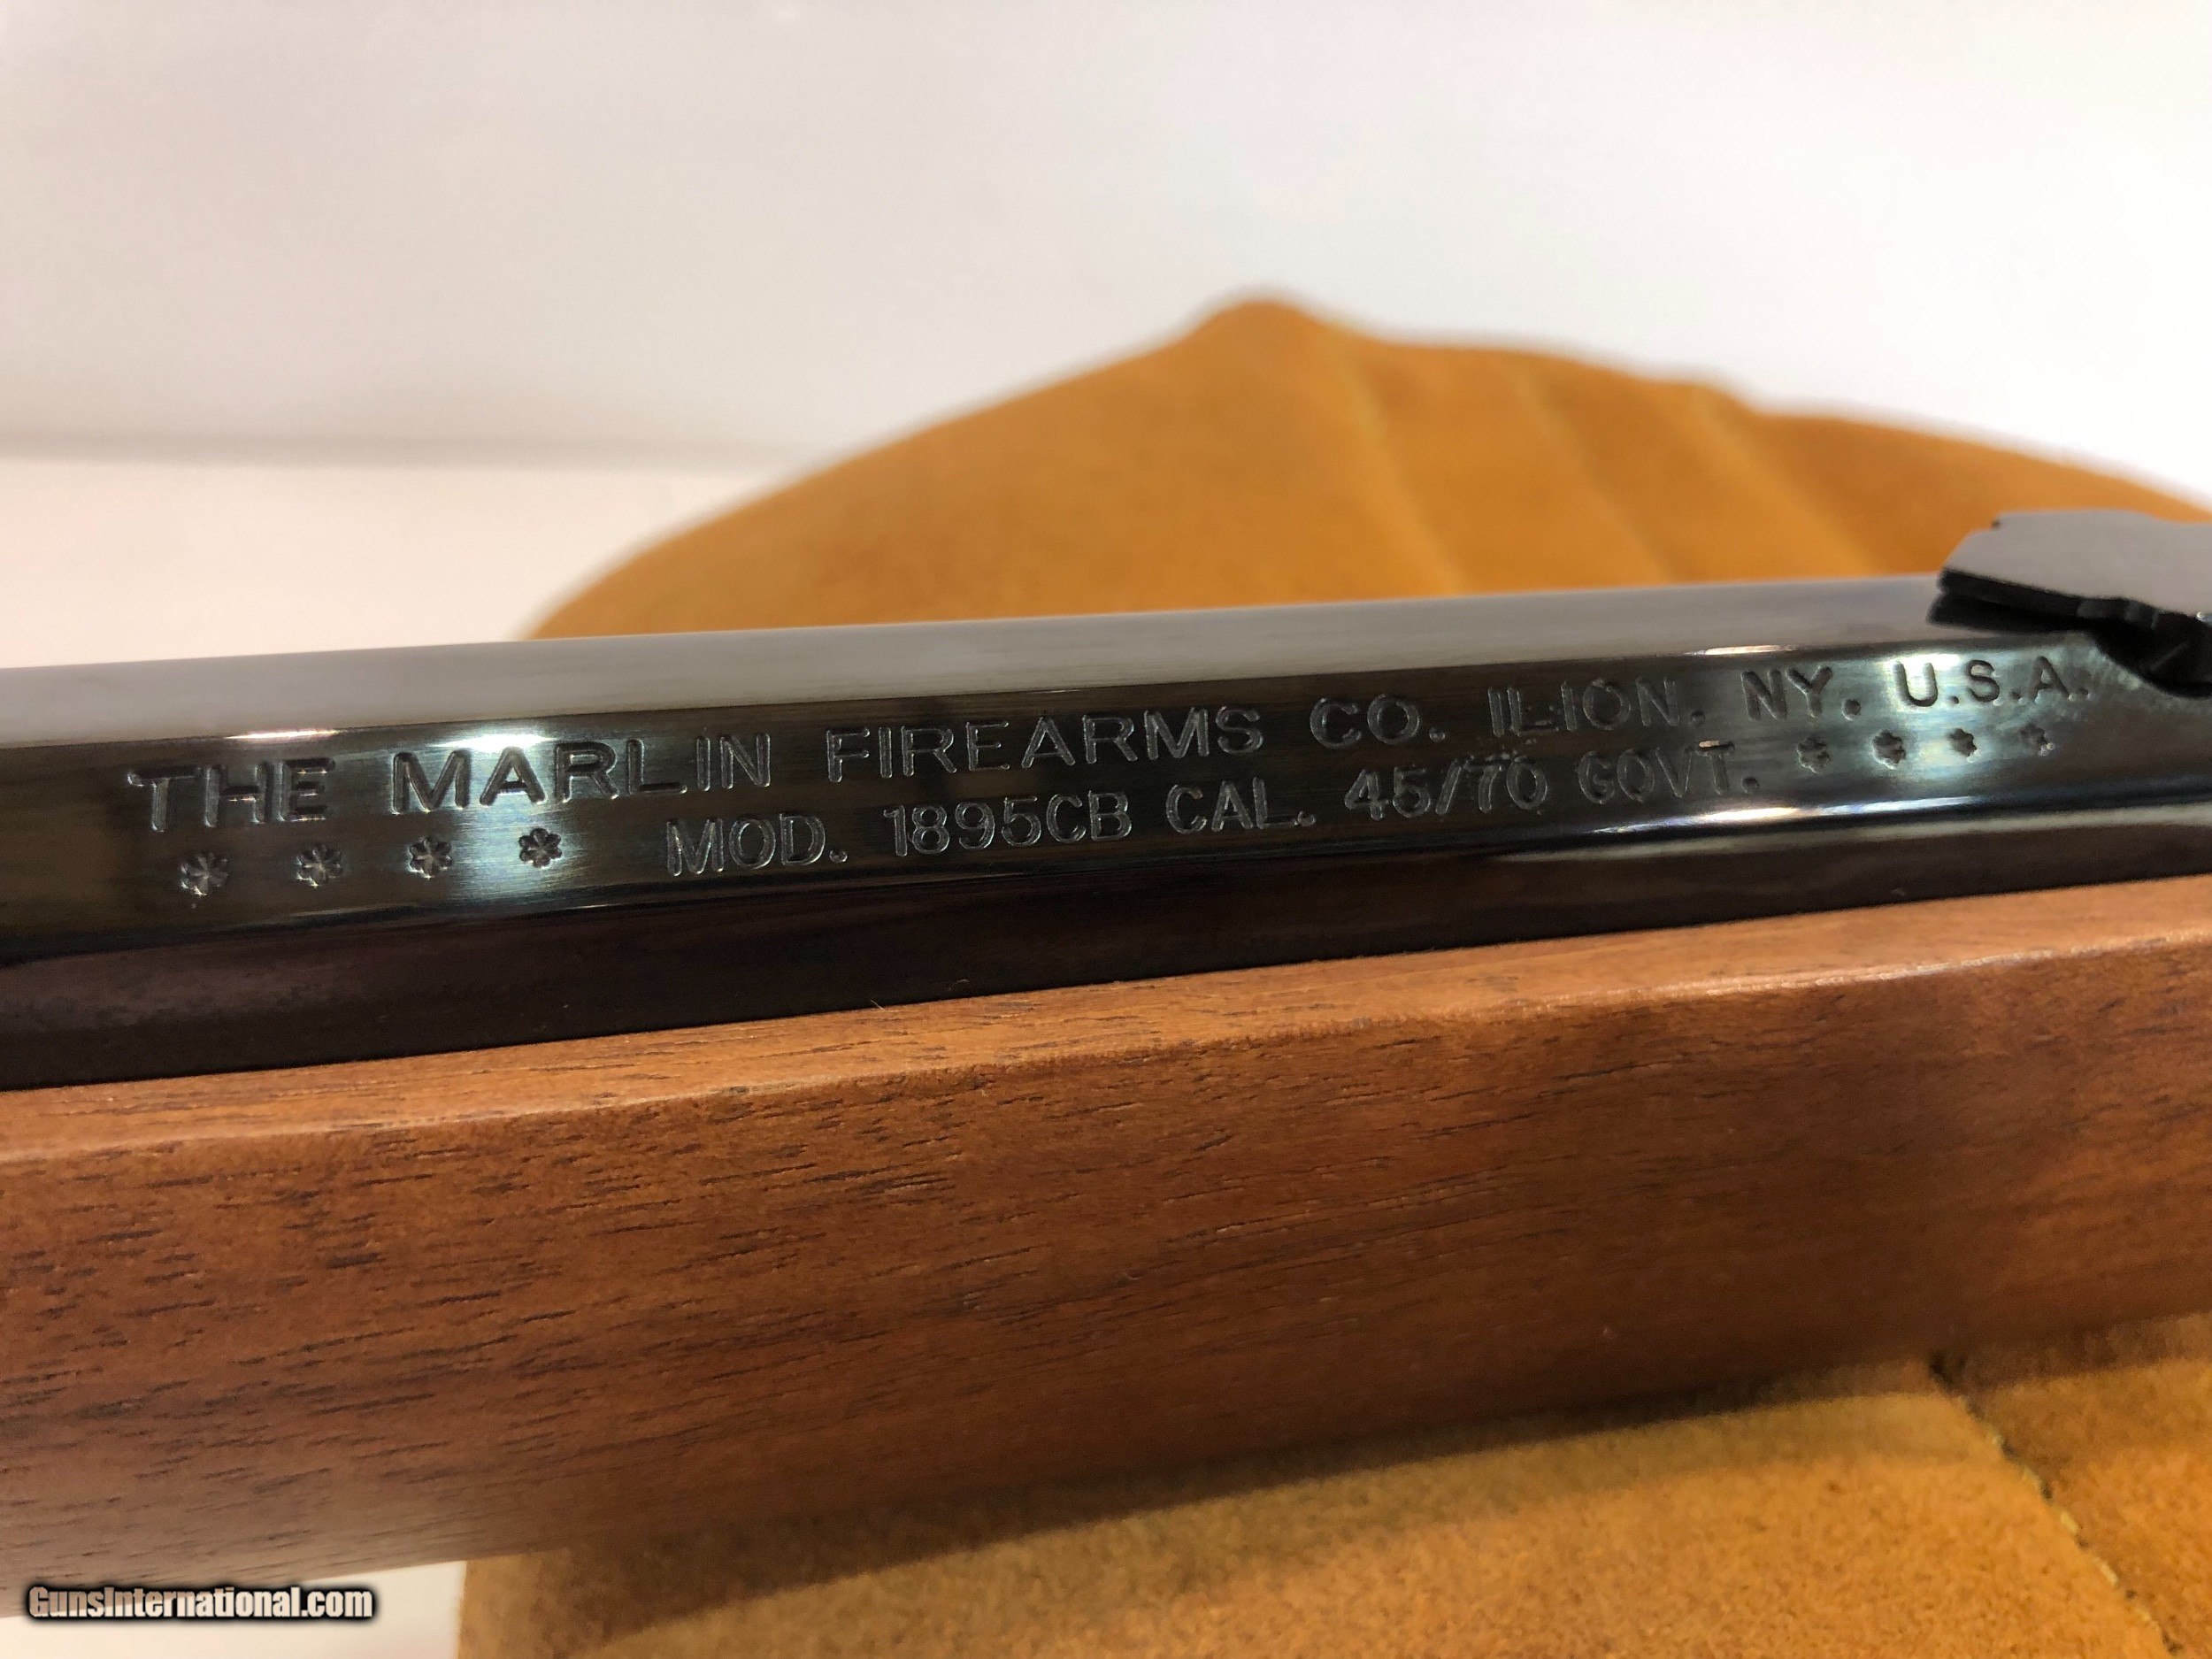 THE MARLIN FIREARMS CO. ILION, NY. U.S.A.
**** MOD. 1895CB CAL. 45/70 GOVT. ****
GunsInternational.com